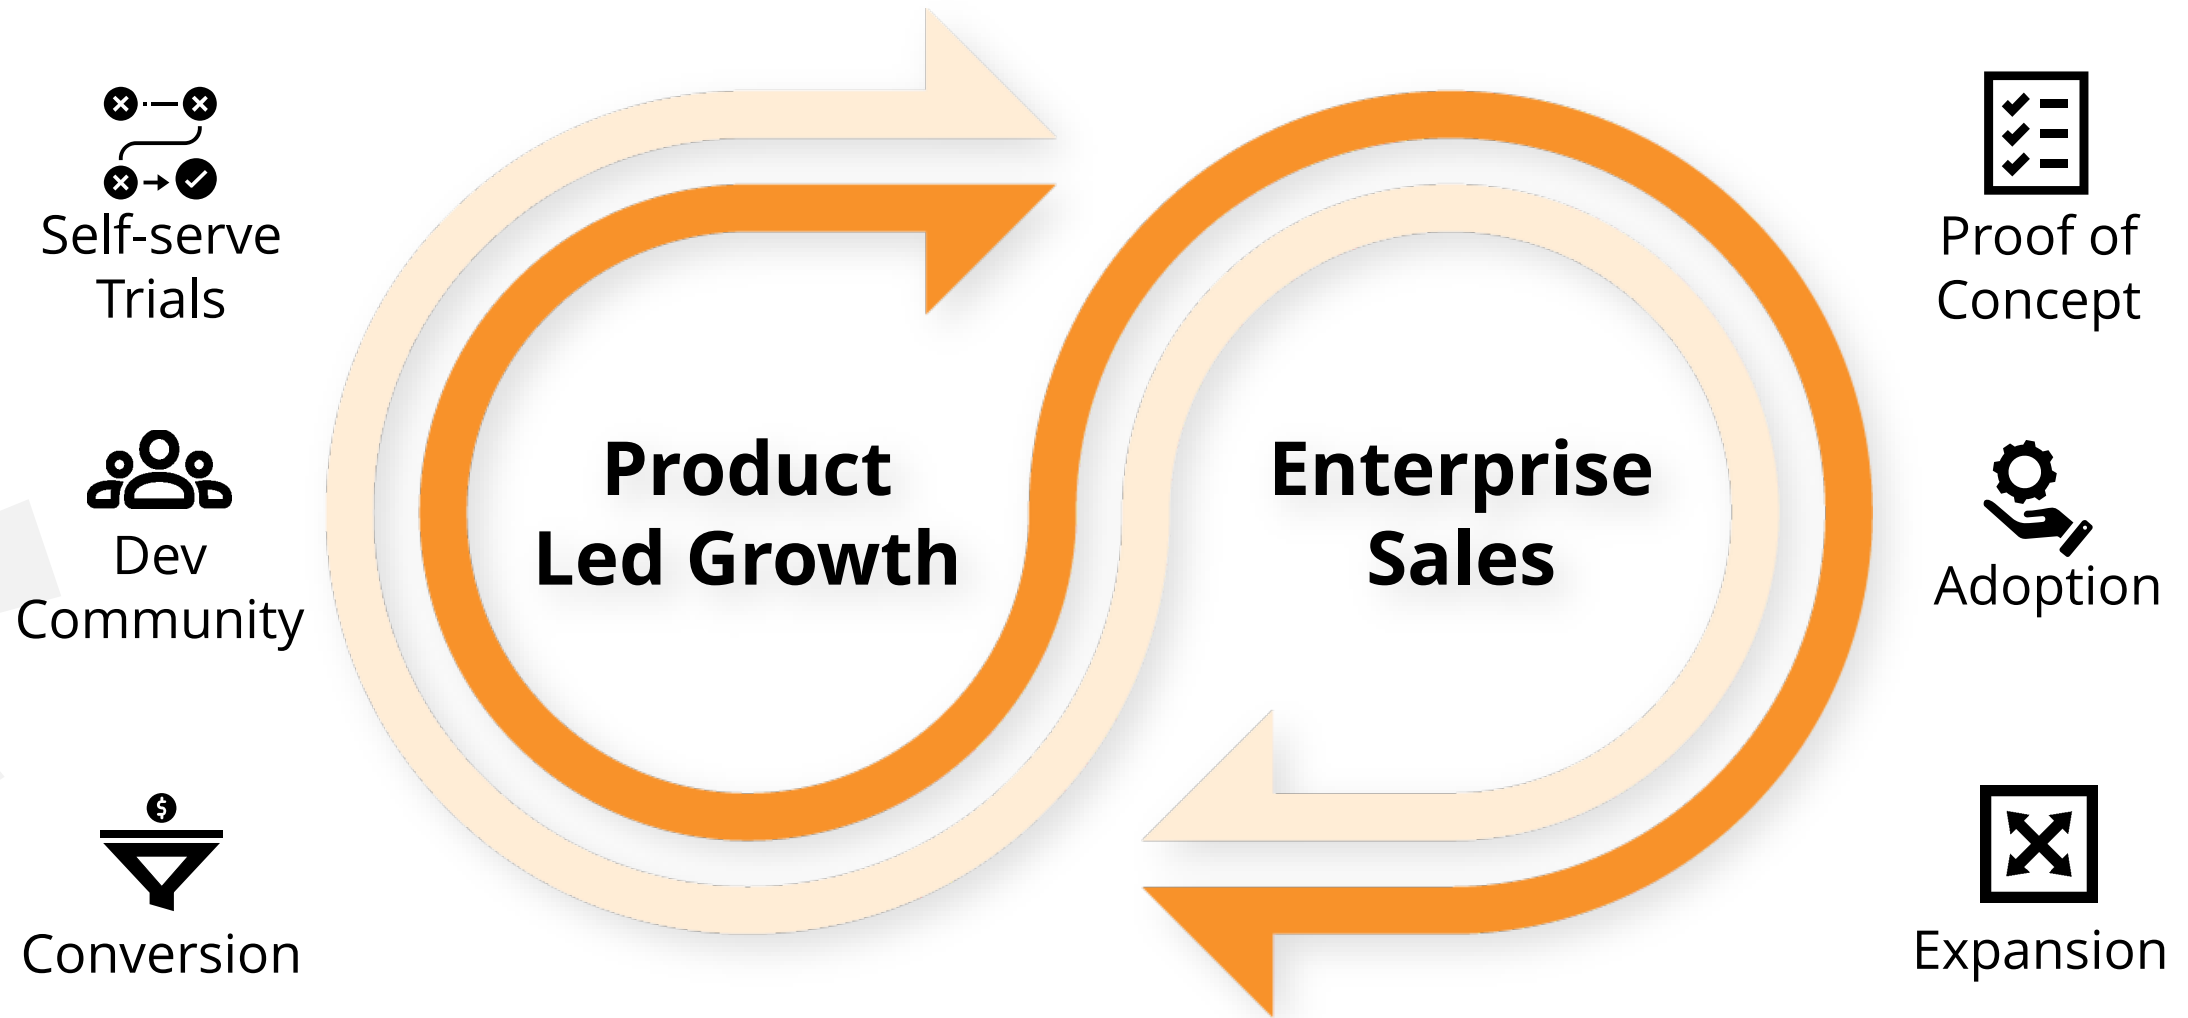 Self-serve
Trials
Dev
Community
Conversion
Product
Led Growth
Enterprise
Sales
Proof of
Concept
Adoption
Expansion